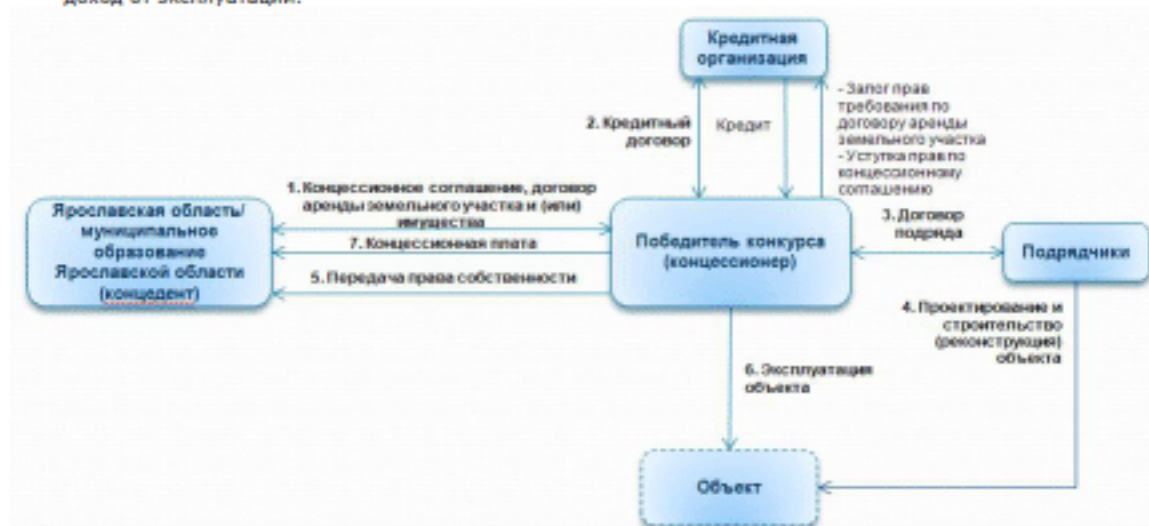 доход от эксплуатации.
Кредитная
организация
2. Кредитный
договор
Кредит
- Залог прав
требования по
договору аренды
земельного участка
- Уступка прав по
концессионному
соглашению
1. Концессионное соглашение, договор
аренды земельного участка и (или)
имущества
7. Концессионная плата
5. Передача права собственности
Ярославская область/
муниципальное
образование
Ярославской области
(концедент)
Победитель конкурса
(концессионер)
3. Договор
подряда
Подрядчики
4. Проектирование и
строительство
(реконструкция)
объекта
6. Эксплуатация
объекта
Объект